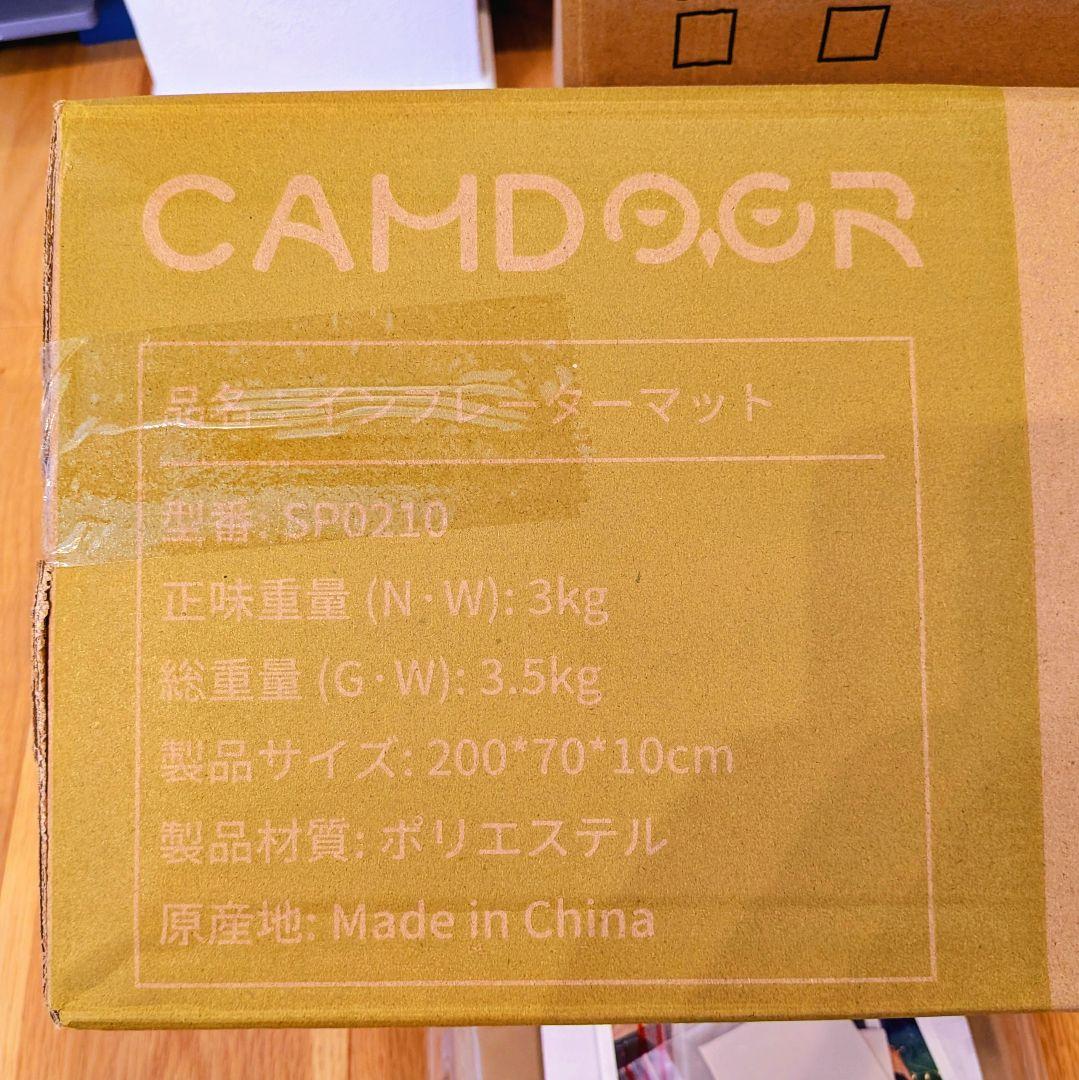 CAMDOOR
品名: インフレーターマット
型番: SP0210
正味重量 (N·W): 3kg
総重量 (G·W): 3.5kg
製品サイズ: 200*70*10cm
製品材質: ポリエステル
原産地: Made in China